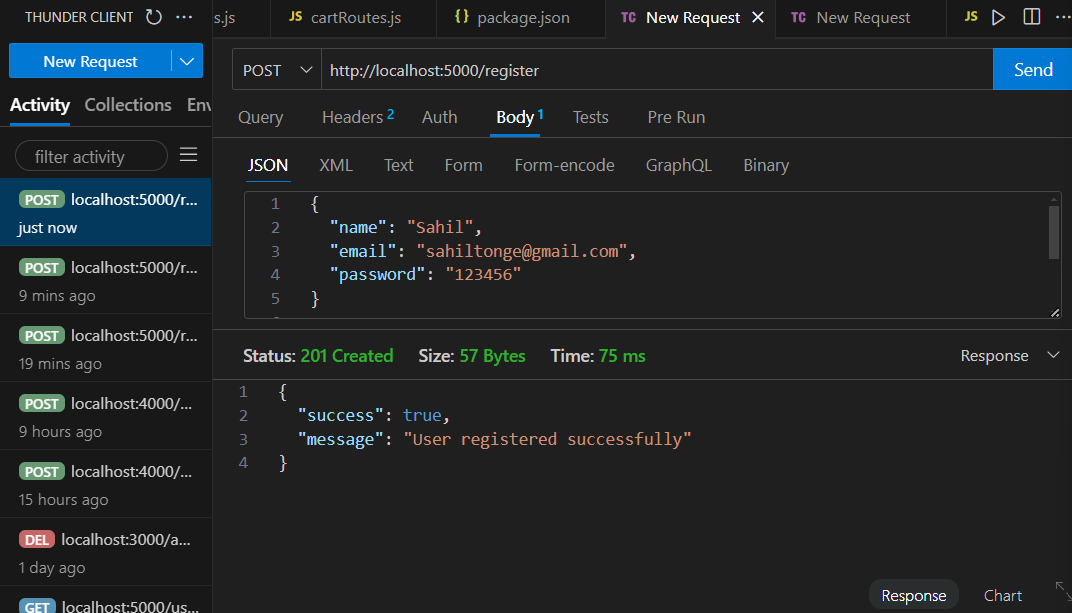 THUNDER CLIENT ...
s.js
JS cartRoutes.js
{} package.json
TC New Request
TC New Request
JS
...
New Request
POST
http://localhost:5000/register
Send
Activity
Collections
Env
Query
Headers 2
Auth
Body 1
Tests
Pre Run
filter activity
JSON
XML
Text
Form
Form-encode
GraphQL
Binary
POST localhost:5000/r...
just now
POST localhost:5000/r...
9 mins ago
POST localhost:5000/r...
19 mins ago
POST localhost:4000/...
9 hours ago
POST localhost:4000/...
15 hours ago
DEL localhost:3000/a...
1 day ago
GET localhost:5000/us...
1 {
2 "name": "Sahil",
3 "email": "sahiltonge@gmail.com",
4 "password": "123456"
5 }
Status: 201 Created
Size: 57 Bytes
Time: 75 ms
Response
1 {
2 "success": true,
3 "message": "User registered successfully"
4 }
Response
Chart